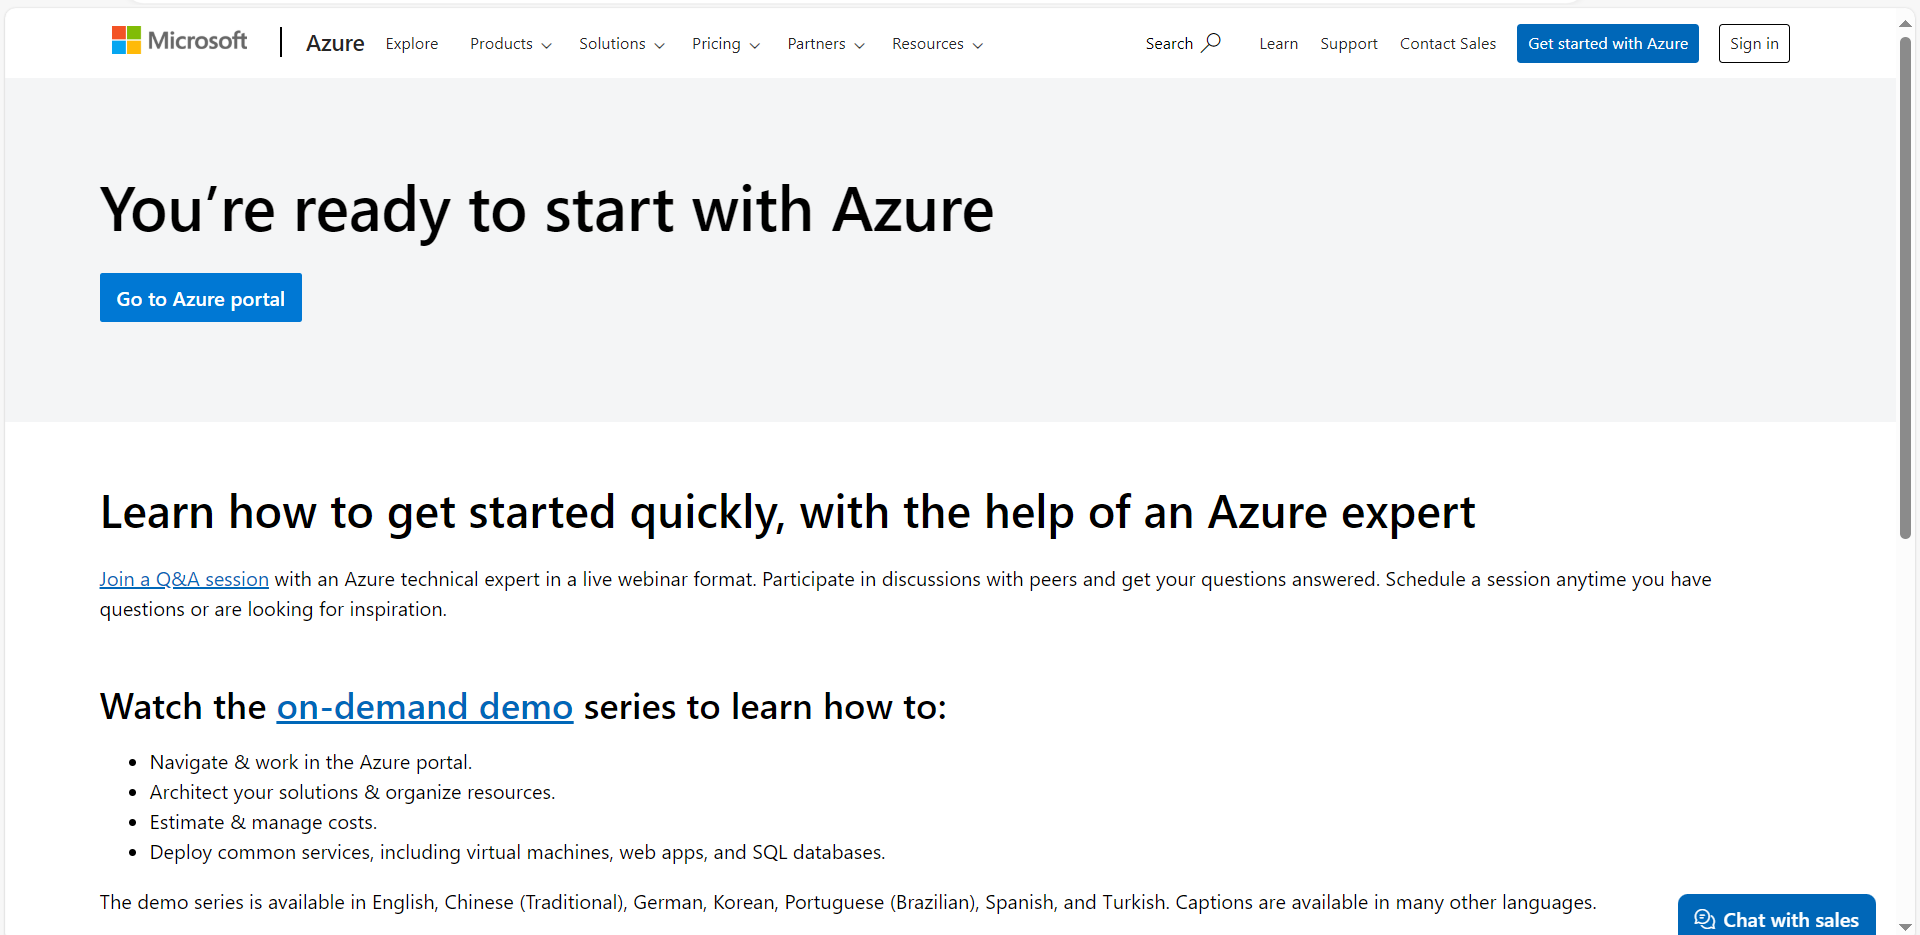 Microsoft Azure Explore Products Solutions Pricing Partners Resources Search Learn Support Contact Sales Get started with Azure Sign in
You’re ready to start with Azure
Go to Azure portal
Learn how to get started quickly, with the help of an Azure expert
Join a Q&A session with an Azure technical expert in a live webinar format. Participate in discussions with peers and get your questions answered. Schedule a session anytime you have
questions or are looking for inspiration.
Watch the on-demand demo series to learn how to:
Navigate & work in the Azure portal.
Architect your solutions & organize resources.
Estimate & manage costs.
Deploy common services, including virtual machines, web apps, and SQL databases.
The demo series is available in English, Chinese (Traditional), German, Korean, Portuguese (Brazilian), Spanish, and Turkish. Captions are available in many other languages.
Chat with sales